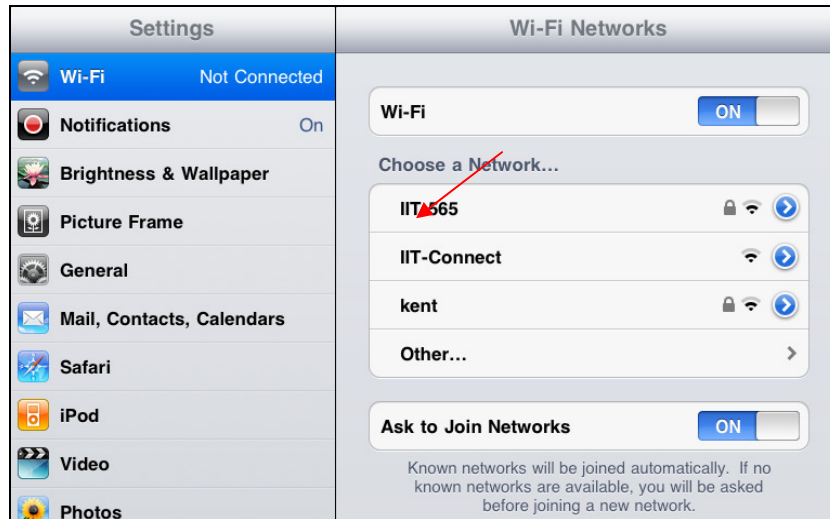 Settings
Wi-Fi Not Connected
Notifications On
Brightness & Wallpaper
Picture Frame
General
Mail, Contacts, Calendars
Safari
iPod
Video
Photos
Wi-Fi Networks
Wi-Fi ON
Choose a Network...
IIT-565
IIT-Connect
kent
Other...
Ask to Join Networks ON
Known networks will be joined automatically. If no
known networks are available, you will be asked
before joining a new network.